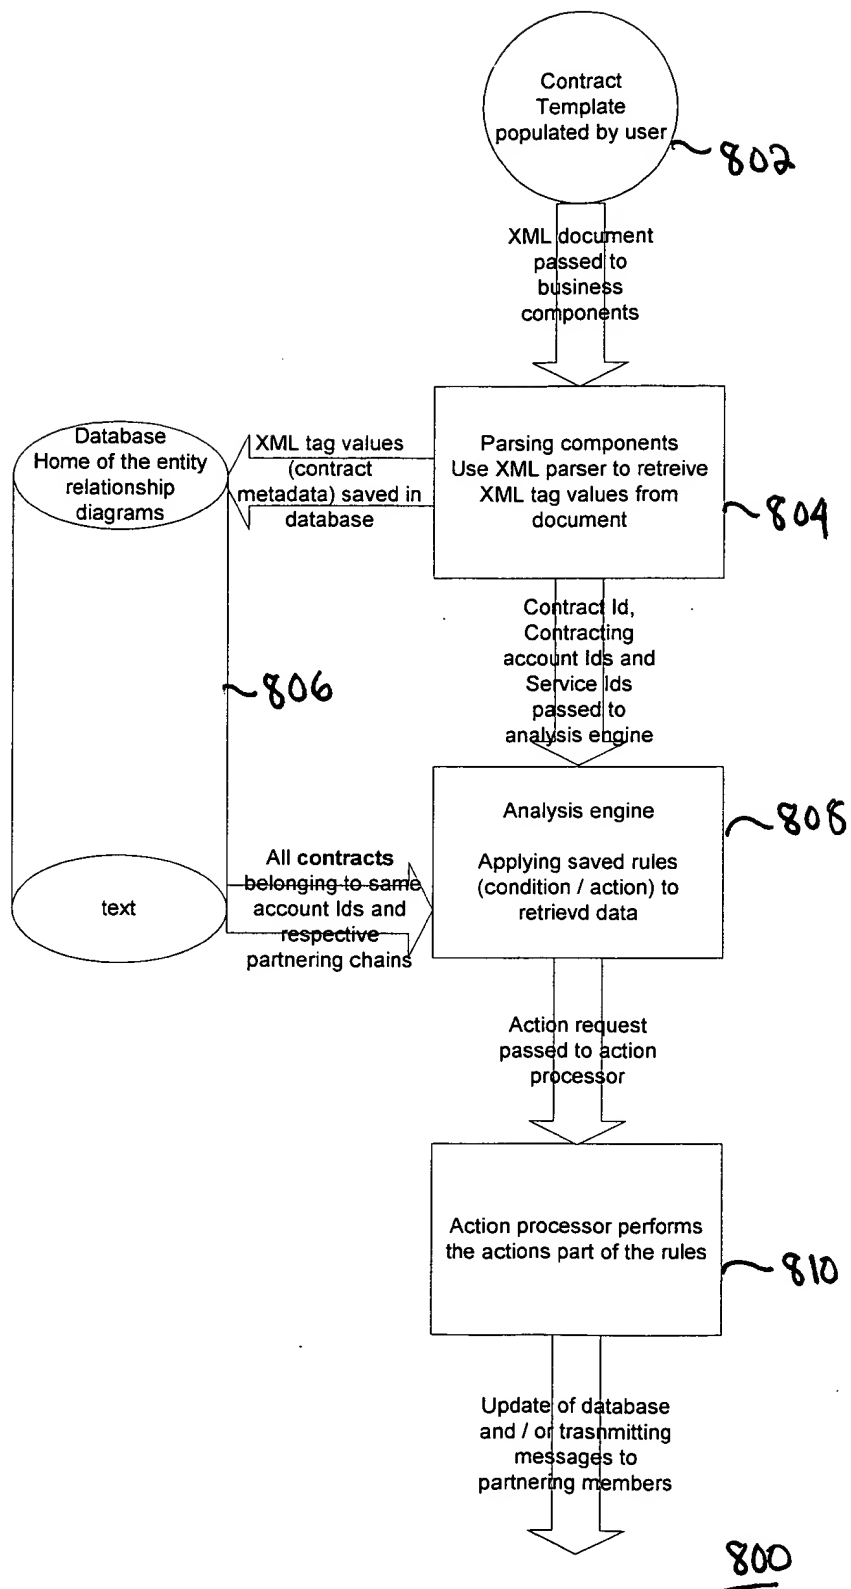 Contract
Template
populated by user
802
XML document
passed to
business
components
Database
Home of the entity
relationship
diagrams
XML tag values
(contract
metadata) saved in
database
Parsing components
Use XML parser to retreive
XML tag values from
document
804
Contract Id,
Contracting
account Ids and
Service Ids
passed to
analysis engine
806
Analysis engine
Applying saved rules
(condition / action) to
retrievd data
808
text
All contracts
belonging to same
account Ids and
respective
partnering chains
Action request
passed to action
processor
Action processor performs
the actions part of the rules
810
Update of database
and / or trasnmitting
messages to
partnering members
800